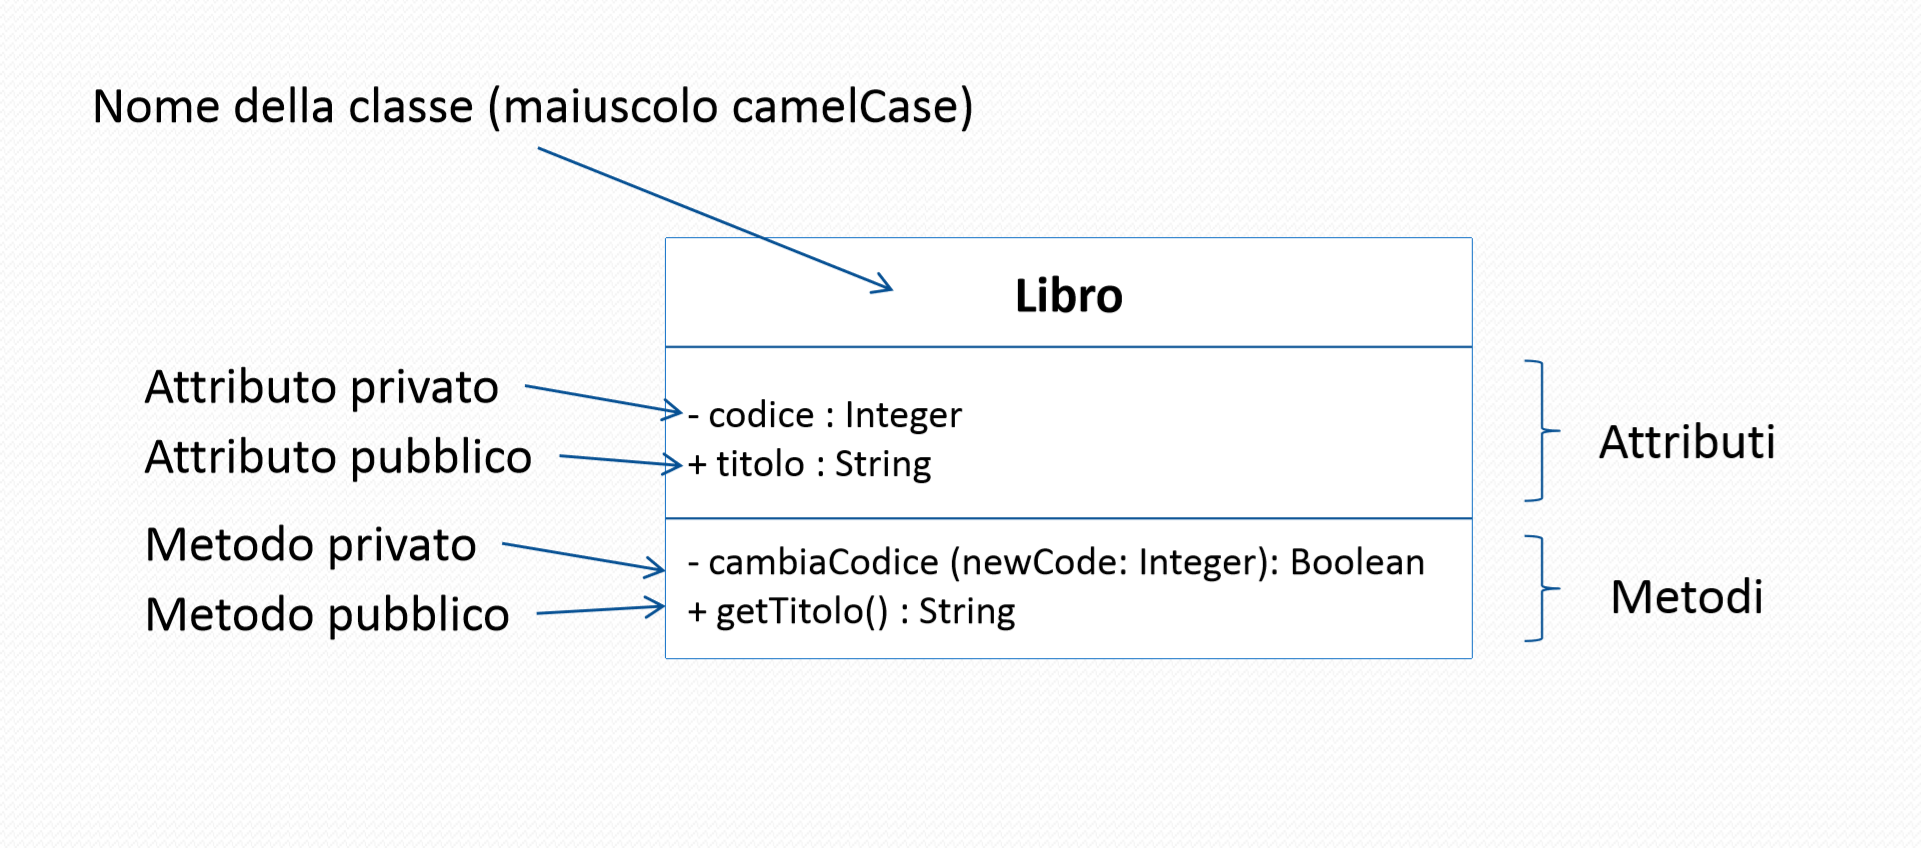 Nome della classe (maiuscolo camelCase)
Libro
Attributo privato
Attributo pubblico
- codice : Integer
+ titolo : String
Attributi
Metodo privato
Metodo pubblico
- cambiaCodice (newCode: Integer): Boolean
+ getTitolo() : String
Metodi